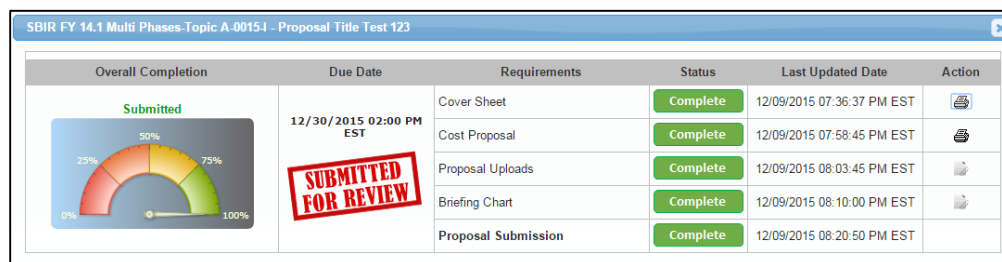 SBIR FY 14.1 Multi Phases-Topic A-0015-I - Proposal Title Test 123
Overall Completion Due Date Requirements Status Last Updated Date Action
Submitted
0% 25% 50% 75% 100%
12/30/2015 02:00 PM
EST
SUBMITTED
FOR REVIEW
Cover Sheet Complete 12/09/2015 07:36:37 PM EST
Cost Proposal Complete 12/09/2015 07:58:45 PM EST
Proposal Uploads Complete 12/09/2015 08:03:45 PM EST
Briefing Chart Complete 12/09/2015 08:10:00 PM EST
Proposal Submission Complete 12/09/2015 08:20:50 PM EST